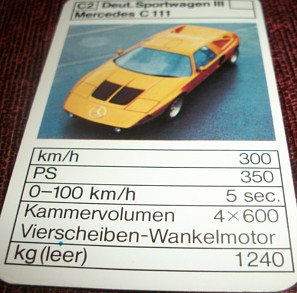 C2 Deut. Sportwagen III
Mercedes C 111
km/h 300
PS 350
0–100 km/h 5 sec.
Kammervolumen 4×600
Vierscheiben-Wankelmotor
kg (leer) 1240